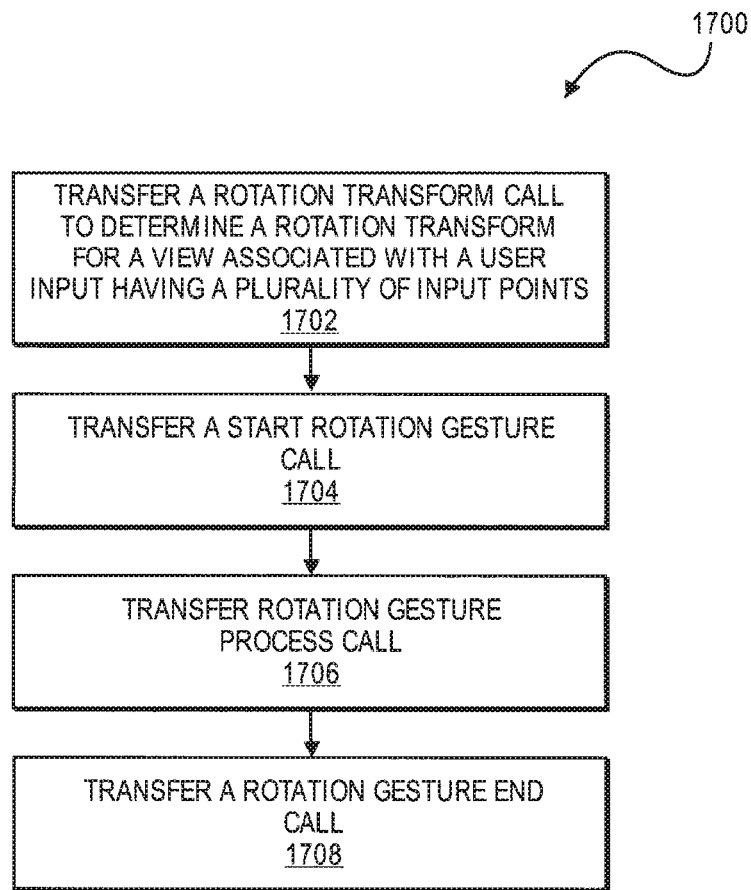 1700
TRANSFER A ROTATION TRANSFORM CALL
TO DETERMINE A ROTATION TRANSFORM
FOR A VIEW ASSOCIATED WITH A USER
INPUT HAVING A PLURALITY OF INPUT POINTS
1702
TRANSFER A START ROTATION GESTURE
CALL
1704
TRANSFER ROTATION GESTURE
PROCESS CALL
1706
TRANSFER A ROTATION GESTURE END
CALL
1708